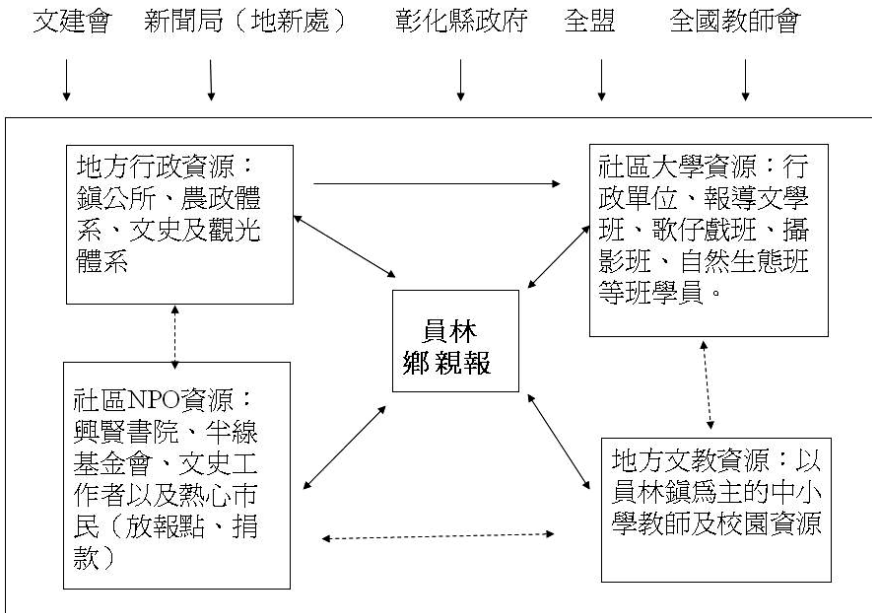 文建會 新聞局（地新處） 彰化縣政府 全盟 全國教師會
地方行政資源：
鎮公所、農政體
系、文史及觀光
體系
社區大學資源：行
政單位、報導文學
班、歌仔戲班、攝
影班、自然生態班
等班學員。
員林
鄉親報
社區NPO資源：
興賢書院、半線
基金會、文史工
作者以及熱心市
民（放報點、捐
款）
地方文教資源：以
員林鎮為主的中小
學教師及校園資源